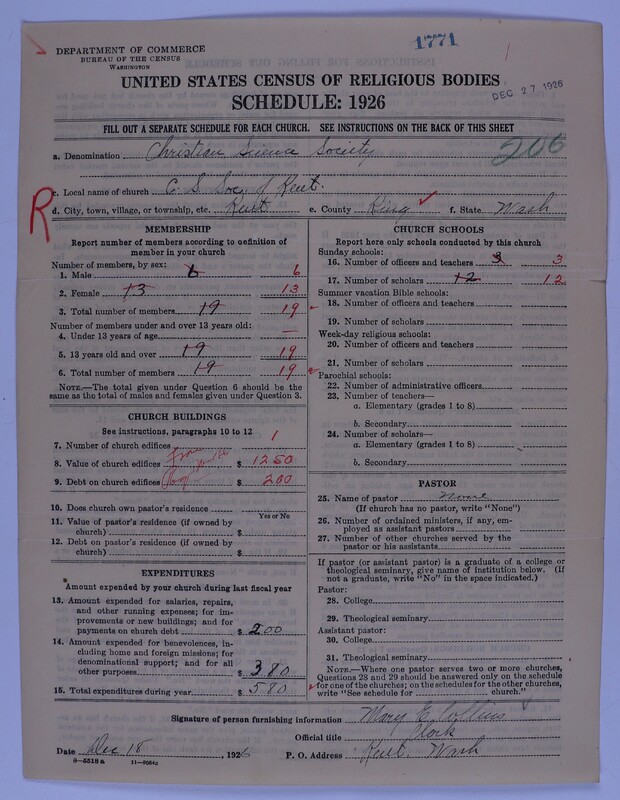 1771
DEPARTMENT OF COMMERCE
BUREAU OF THE CENSUS
WASHINGTON
UNITED STATES CENSUS OF RELIGIOUS BODIES
DEC 27 1926
SCHEDULE: 1926
FILL OUT A SEPARATE SCHEDULE FOR EACH CHURCH. SEE INSTRUCTIONS ON THE BACK OF THIS SHEET
206
a. Denomination Christian Science Society
c. Local name of church C. S. Soc. of Kent.
R
d. City, town, village, or township, etc. Kent e. County King f. State Wash
MEMBERSHIP
Report number of members according to definition of
member in your church
Number of members, by sex:
1. Male 6 6
2. Female 13 13
3. Total number of members 19 19
Number of members under and over 13 years old:
4. Under 13 years of age —
5. 13 years old and over 19 19
6. Total number of members 19 19
NOTE.—The total given under Question 6 should be
same as the total of males and females given under Question 3.
CHURCH BUILDINGS
See instructions, paragraphs 10 to 12
7. Number of church edifices 1
8. Value of church edifices $ 1250
9. Debt on church edifices $ 200
10. Does church own pastor's residence
Yes or No
11. Value of pastor's residence (if owned by
church) $
12. Debt on pastor's residence (if owned by
church) $
EXPENDITURES
Amount expended by your church during last fiscal year
13. Amount expended for salaries, repairs,
and other running expenses; for im-
provements or new buildings; and for
payments on church debt $ 200
14. Amount expended for benevolences, in-
cluding home and foreign missions; for
denominational support; and for all
other purposes $ 380
15. Total expenditures during year $ 580
CHURCH SCHOOLS
Report here only schools conducted by this church
Sunday schools:
16. Number of officers and teachers 3 3
17. Number of scholars 12 12
Summer vacation Bible schools:
18. Number of officers and teachers
19. Number of scholars
Week-day religious schools:
20. Number of officers and teachers
21. Number of scholars
Parochial schools:
22. Number of administrative officers
23. Number of teachers—
a. Elementary (grades 1 to 8)
b. Secondary
24. Number of scholars—
a. Elementary (grades 1 to 8)
b. Secondary
PASTOR
25. Name of pastor None
(If church has no pastor, write "None")
26. Number of ordained ministers, if any, em-
ployed as assistant pastors
27. Number of other churches served by the
pastor or his assistants
If pastor (or assistant pastor) is a graduate of a college or
theological seminary, give name of institution below. (If
not a graduate, write "No" in the space indicated.)
Pastor:
28. College
29. Theological seminary
Assistant pastor:
30. College
31. Theological seminary
NOTE.—Where one pastor serves two or more churches,
Questions 28 and 29 should be answered only on the schedule
for one of the churches; on the schedules for the other churches,
write "See schedule for church."
Signature of person furnishing information Mary E. Collins
Official title Clerk
Date Dec 18, 1926 P. O. Address Kent. Wash